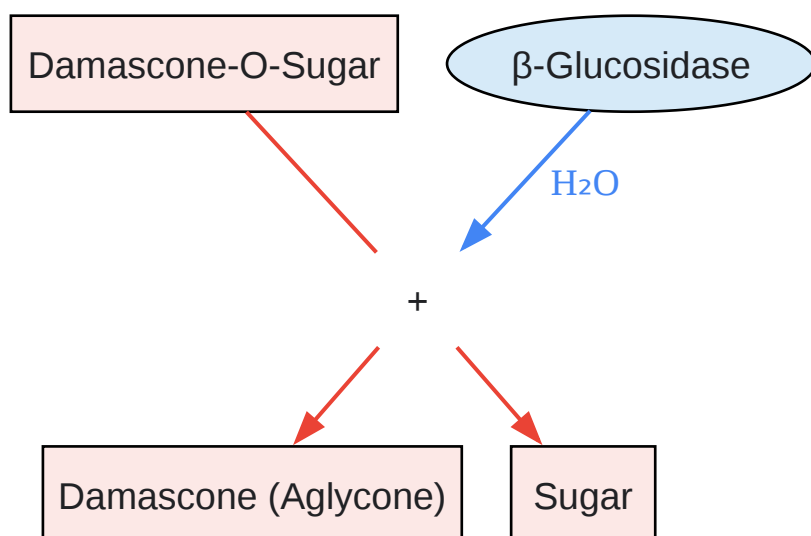 Damascone-O-Sugar
β-Glucosidase
H₂O
+
Damascone (Aglycone)
Sugar